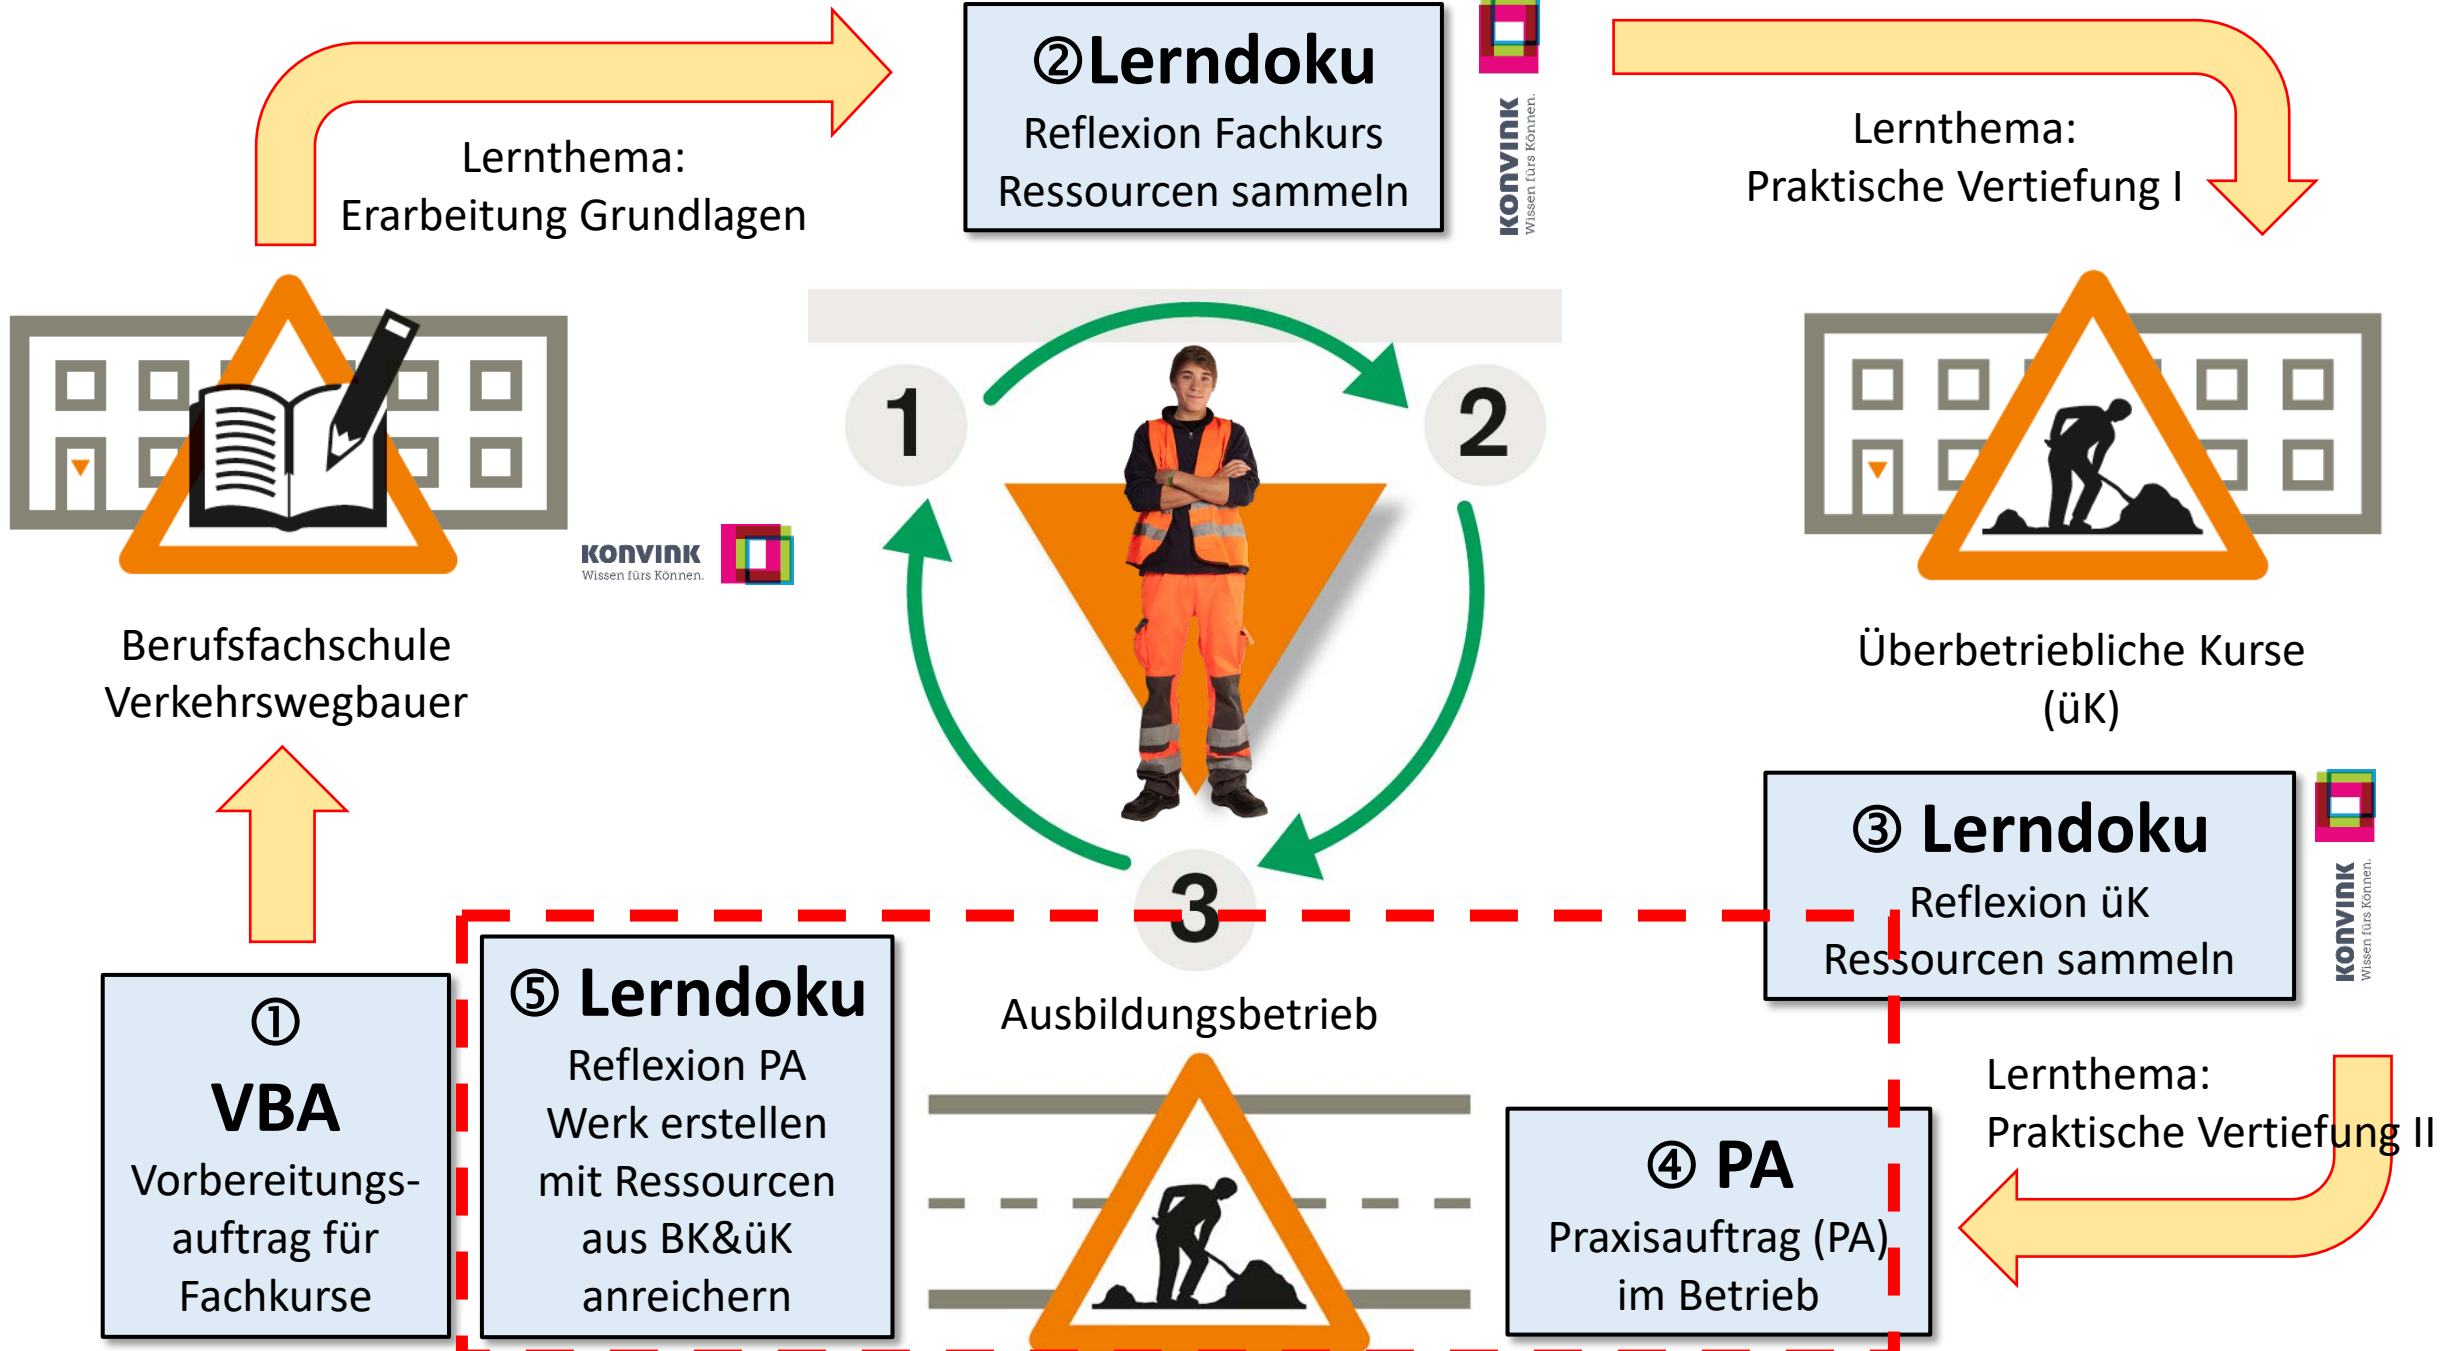 ②Lerndoku
Reflexion Fachkurs
Ressourcen sammeln
KONVINK
Wissen fürs Können.
Lernthema:
Erarbeitung Grundlagen
Lernthema:
Praktische Vertiefung I
1
2
3
KONVINK
Wissen fürs Können.
Berufsfachschule
Verkehrswegbauer
Überbetriebliche Kurse
(üK)
③ Lerndoku
Reflexion üK
Ressourcen sammeln
KONVINK
Wissen fürs Können.
①
VBA
Vorbereitungs-
auftrag für
Fachkurse
⑤ Lerndoku
Reflexion PA
Werk erstellen
mit Ressourcen
aus BK&üK
anreichern
Ausbildungsbetrieb
④ PA
Praxisauftrag (PA)
im Betrieb
Lernthema:
Praktische Vertiefung II